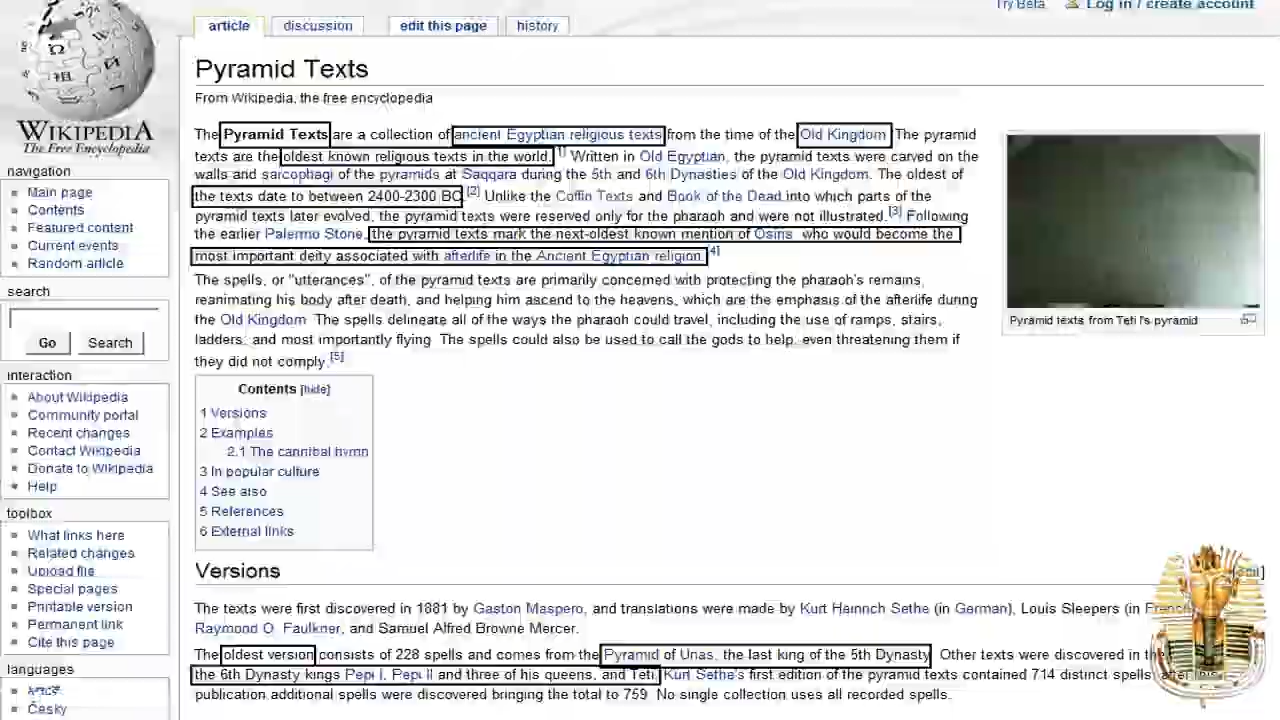 Try Beta Log in / create account
article discussion edit this page history
WIKIPEDIA
The Free Encyclopedia
navigation
Main page
Contents
Featured content
Current events
Random article
search
Go Search
interaction
About Wikipedia
Community portal
Recent changes
Contact Wikipedia
Donate to Wikipedia
Help
toolbox
What links here
Related changes
Upload file
Special pages
Printable version
Permanent link
Cite this page
languages
Česky
Pyramid Texts
From Wikipedia, the free encyclopedia
The Pyramid Texts are a collection of ancient Egyptian religious texts from the time of the Old Kingdom. The pyramid
texts are the oldest known religious texts in the world.[1] Written in Old Egyptian, the pyramid texts were carved on the
walls and sarcophagi of the pyramids at Saqqara during the 5th and 6th Dynasties of the Old Kingdom. The oldest of
the texts date to between 2400-2300 BC.[2] Unlike the Coffin Texts and Book of the Dead into which parts of the
pyramid texts later evolved, the pyramid texts were reserved only for the pharaoh and were not illustrated.[3] Following
the earlier Palermo Stone, the pyramid texts mark the next-oldest known mention of Osiris, who would become the
most important deity associated with afterlife in the Ancient Egyptian religion.[4]
The spells, or "utterances", of the pyramid texts are primarily concerned with protecting the pharaoh's remains,
reanimating his body after death, and helping him ascend to the heavens, which are the emphasis of the afterlife during
the Old Kingdom. The spells delineate all of the ways the pharaoh could travel, including the use of ramps, stairs,
ladders, and most importantly flying. The spells could also be used to call the gods to help, even threatening them if
they did not comply.[5]
Pyramid texts from Teti I's pyramid
Contents [hide]
1 Versions
2 Examples
2.1 The cannibal hymn
3 In popular culture
4 See also
5 References
6 External links
Versions
The texts were first discovered in 1881 by Gaston Maspero, and translations were made by Kurt Heinrich Sethe (in German), Louis Sleepers (in
Raymond O. Faulkner, and Samuel Alfred Browne Mercer.
The oldest version consists of 228 spells and comes from the Pyramid of Unas, the last king of the 5th Dynasty. Other texts were discovered in the
the 6th Dynasty kings Pepi I, Pepi II and three of his queens, and Teti. Kurt Sethe's first edition of the pyramid texts contained 714 distinct spells; after
publication additional spells were discovered bringing the total to 759. No single collection uses all recorded spells.